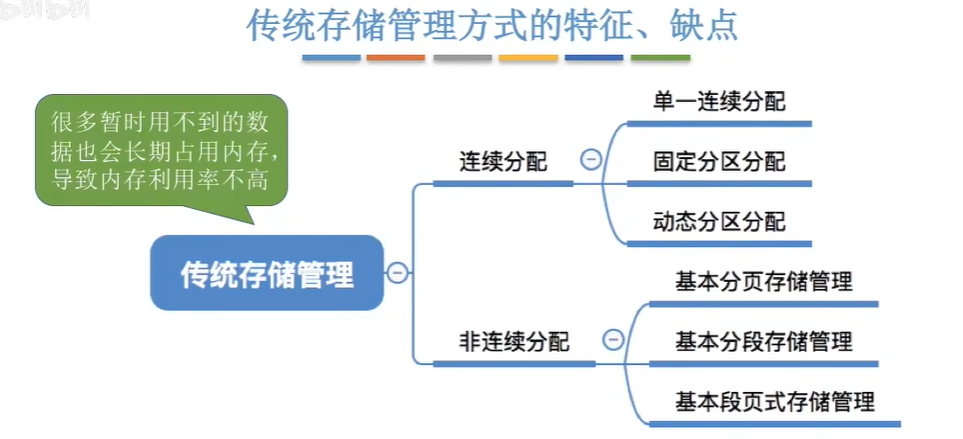 传统存储管理方式的特征、缺点
很多暂时用不到的数
据也会长期占用内存，
导致内存利用率不高
传统存储管理
连续分配
单一连续分配
固定分区分配
动态分区分配
非连续分配
基本分页存储管理
基本分段存储管理
基本段页式存储管理